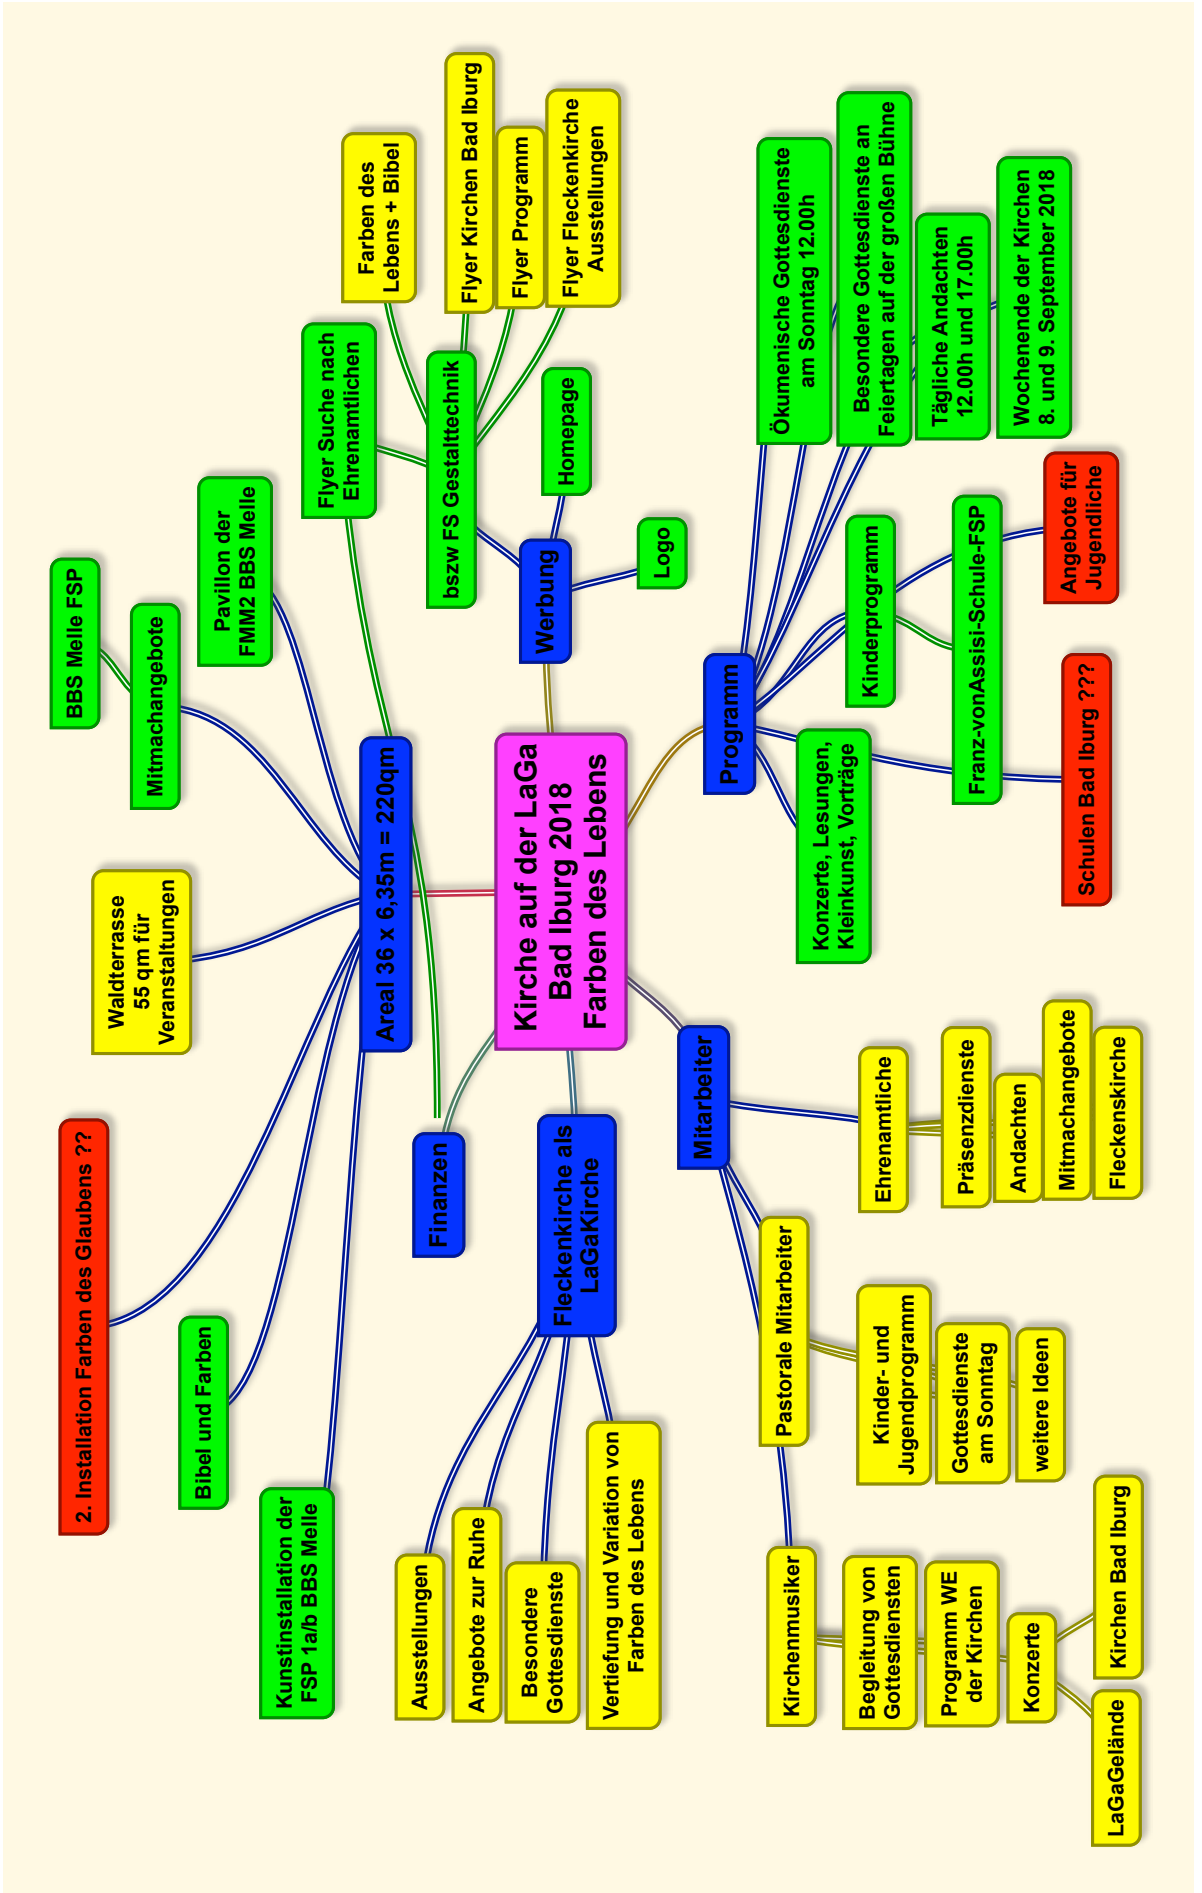 Kirche auf der LaGa
Bad Iburg 2018
Farben des Lebens
Areal 36 x 6,35m = 220qm
2. Installation Farben des Glaubens ??
Bibel und Farben
Kunstinstallation der
FSP 1a/b BBS Melle
Waldterrasse
55 qm für
Veranstaltungen
BBS Melle FSP
Mitmachangebote
Pavillon der
FMM2 BBS Melle
Flyer Suche nach
Ehrenamtlichen
Farben des
Lebens + Bibel
bszw FS Gestalttechnik
Flyer Kirchen Bad Iburg
Flyer Programm
Flyer Fleckenkirche
Ausstellungen
Werbung
Homepage
Logo
Finanzen
Fleckenkirche als
LaGaKirche
Ausstellungen
Angebote zur Ruhe
Besondere
Gottesdienste
Vertiefung und Variation von
Farben des Lebens
Programm
Ökumenische Gottesdienste
am Sonntag 12.00h
Besondere Gottesdienste an
Feiertagen auf der großen Bühne
Tägliche Andachten
12.00h und 17.00h
Wochenende der Kirchen
8. und 9. September 2018
Kinderprogramm
Franz-vonAssisi-Schule-FSP
Angebote für
Jugendliche
Schulen Bad Iburg ???
Konzerte, Lesungen,
Kleinkunst, Vorträge
Mitarbeiter
Ehrenamtliche
Präsenzdienste
Andachten
Mitmachangebote
Fleckenskirche
Pastorale Mitarbeiter
Kinder- und
Jugendprogramm
Gottesdienste
am Sonntag
weitere Ideen
Kirchenmusiker
Begleitung von
Gottesdiensten
Programm WE
der Kirchen
Konzerte
Kirchen Bad Iburg
LaGaGelände